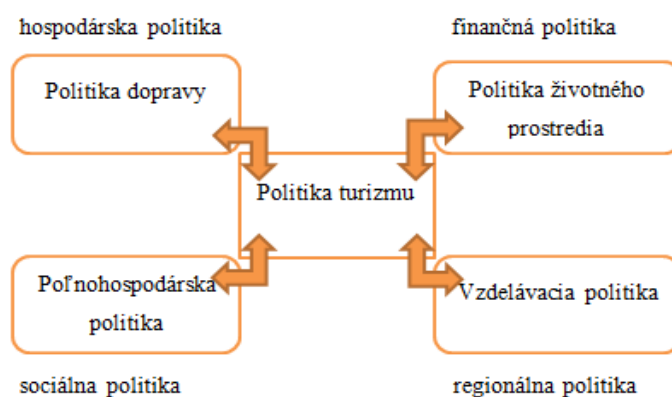 hospodárska politika
finančná politika
Politika dopravy
Politika životného
prostredia
Politika turizmu
Poľnohospodárska
politika
Vzdelávacia politika
sociálna politika
regionálna politika